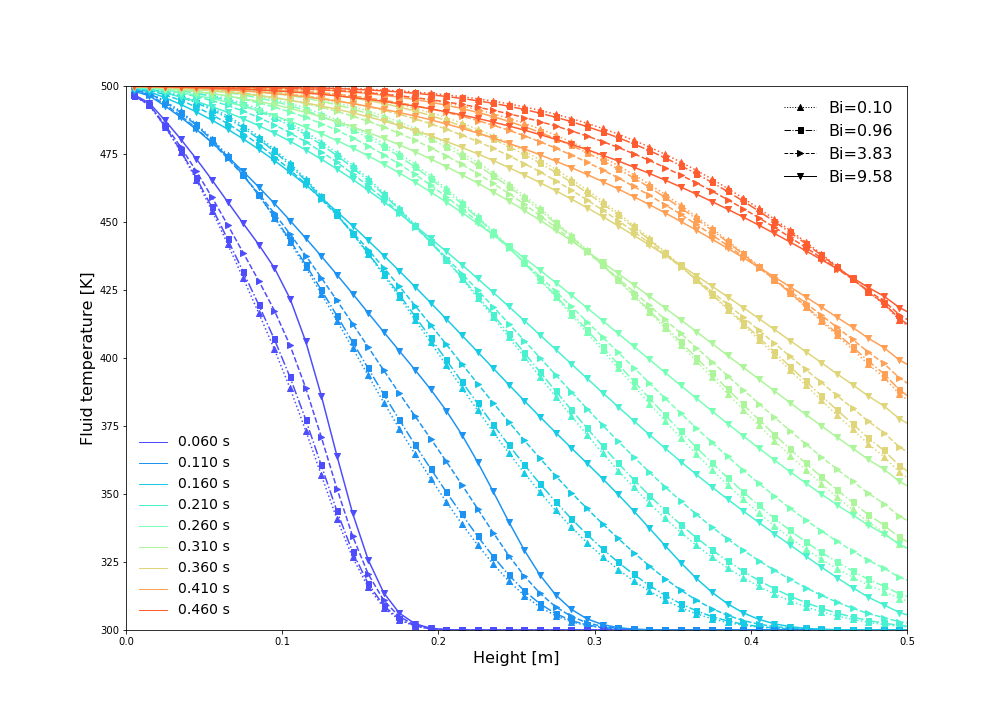 500
475
450
425
400
375
350
325
300
Fluid temperature [K]
Bi=0.10
Bi=0.96
Bi=3.83
Bi=9.58
0.060 s
0.110 s
0.160 s
0.210 s
0.260 s
0.310 s
0.360 s
0.410 s
0.460 s
0.0 0.1 0.2 0.3 0.4 0.5
Height [m]